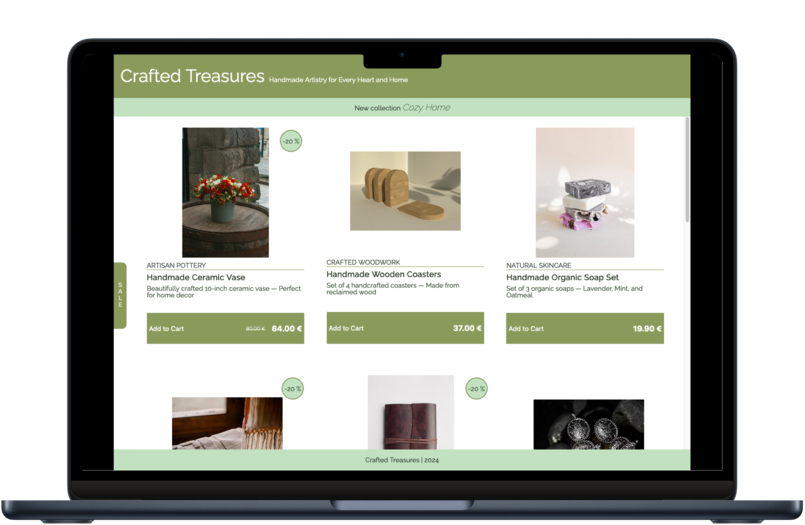 Crafted Treasures Handmade Artistry for Every Heart and Home
New collection Cozy Home
-20 %
ARTISAN POTTERY
Handmade Ceramic Vase
Beautifully crafted 10-inch ceramic vase — Perfect
for home decor
Add to Cart 80.00 € 64.00 €
CRAFTED WOODWORK
Handmade Wooden Coasters
Set of 4 handcrafted coasters — Made from
reclaimed wood
Add to Cart 37.00 €
NATURAL SKINCARE
Handmade Organic Soap Set
Set of 3 organic soaps — Lavender, Mint, and
Oatmeal
Add to Cart 19.90 €
SALE
-20 %
-20 %
Crafted Treasures | 2024